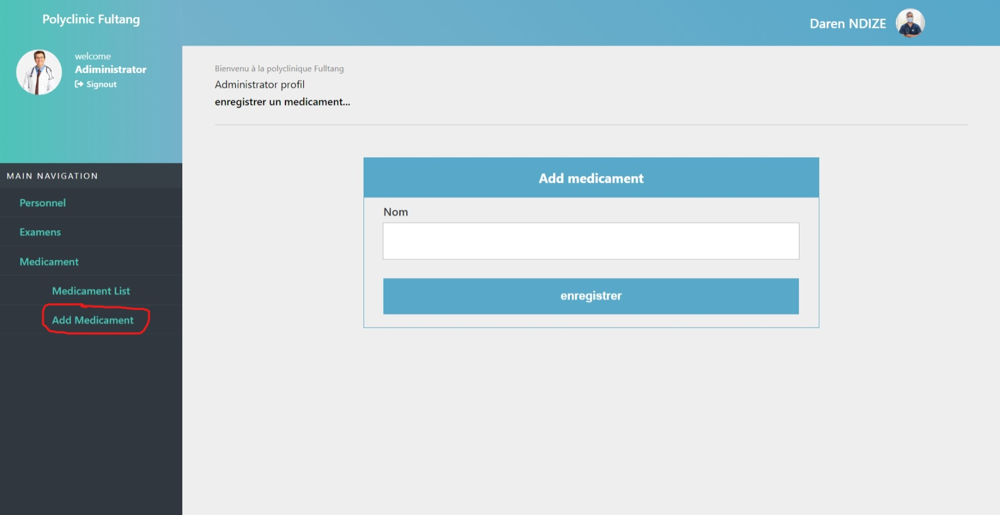 Polyclinic Fultang
Daren NDIZE
welcome
Adiministrator
Signout
Bienvenu à la polyclinique Fulltang
Administrator profil
enregistrer un medicament...
MAIN NAVIGATION
Personnel
Examens
Medicament
Medicament List
Add Medicament
Add medicament
Nom
enregistrer